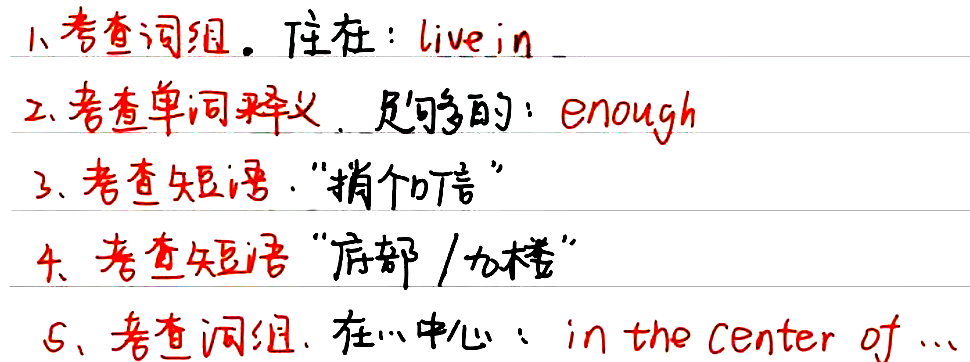 1、考查词组。住在：live in
2、考查单词释义、足够多的：enough
3、考查短语.“捎个口信”
4、考查短语“底部/九楼”
5、考查词组.在…中心：in the center of …